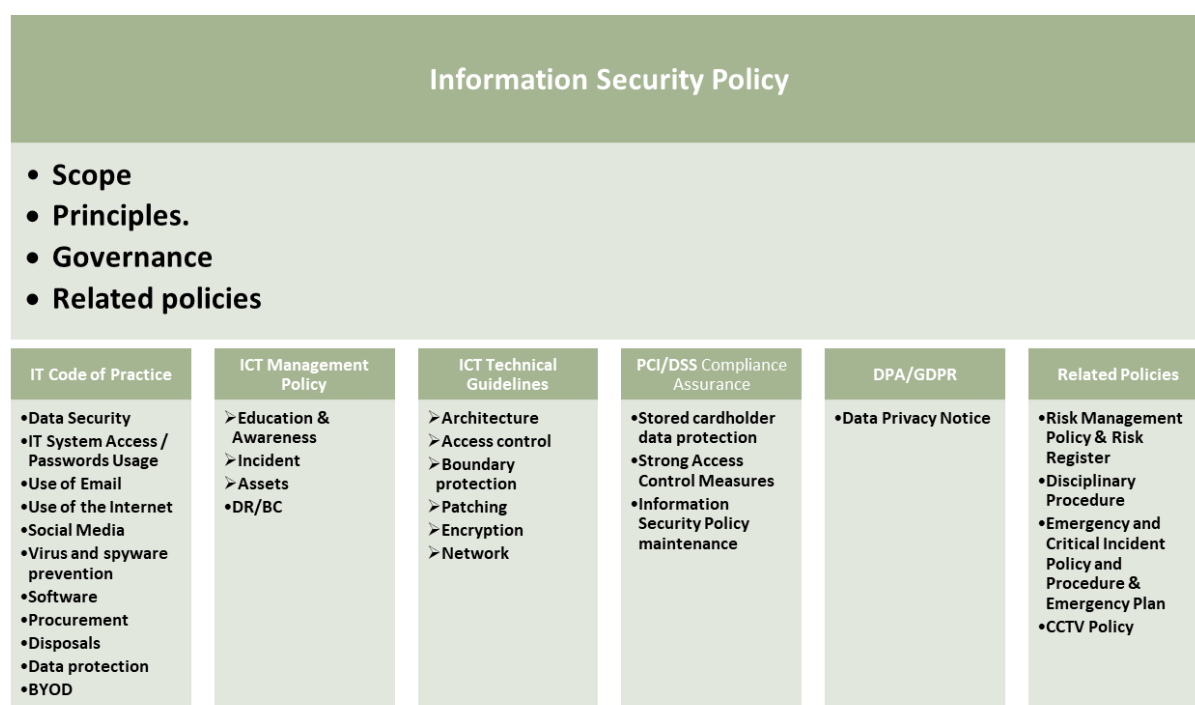 Information Security Policy
• Scope
• Principles.
• Governance
• Related policies
IT Code of Practice
•Data Security
•IT System Access /
Passwords Usage
•Use of Email
•Use of the Internet
•Social Media
•Virus and spyware
prevention
•Software
•Procurement
•Disposals
•Data protection
•BYOD
ICT Management
Policy
➢Education &
Awareness
➢Incident
➢Assets
•DR/BC
ICT Technical
Guidelines
➢Architecture
➢Access control
➢Boundary
protection
➢Patching
➢Encryption
➢Network
PCI/DSS Compliance
Assurance
•Stored cardholder
data protection
•Strong Access
Control Measures
•Information
Security Policy
maintenance
DPA/GDPR
•Data Privacy Notice
Related Policies
•Risk Management
Policy & Risk
Register
•Disciplinary
Procedure
•Emergency and
Critical Incident
Policy and
Procedure &
Emergency Plan
•CCTV Policy